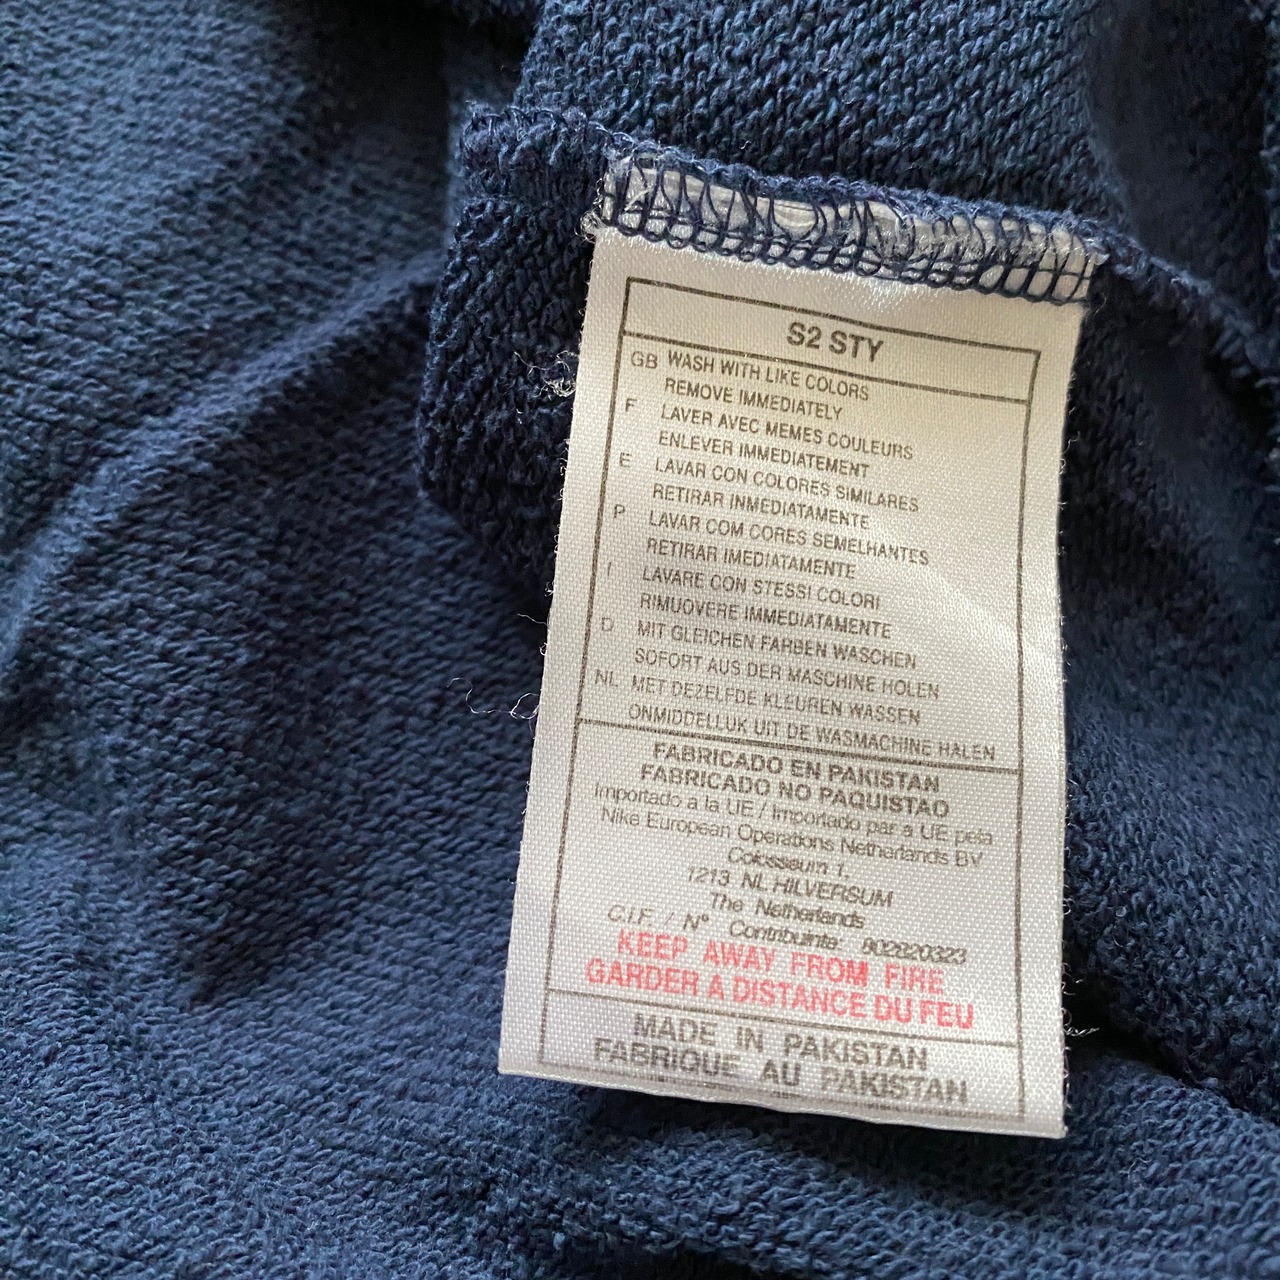 S2 STY
GB WASH WITH LIKE COLORS
REMOVE IMMEDIATELY
F LAVER AVEC MEMES COULEURS
ENLEVER IMMEDIATEMENT
E LAVAR CON COLORES SIMILARES
RETIRAR INMEDIATAMENTE
P LAVAR COM CORES SEMELHANTES
RETIRAR IMEDIATAMENTE
I LAVARE CON STESSI COLORI
RIMUOVERE IMMEDIATAMENTE
D MIT GLEICHEN FARBEN WASCHEN
SOFORT AUS DER MASCHINE HOLEN
NL MET DEZELFDE KLEUREN WASSEN
ONMIDDELLUK UIT DE WASMACHINE HALEN
FABRICADO EN PAKISTAN
FABRICADO NO PAQUISTAO
Importado a la UE / Importado par a UE pela
Nike European Operations Netherlands BV
Colosseum 1,
1213 NL HILVERSUM
The Netherlands
C.I.F. / N° Contribuinte: 802820323
KEEP AWAY FROM FIRE
GARDER A DISTANCE DU FEU
MADE IN PAKISTAN
FABRIQUE AU PAKISTAN